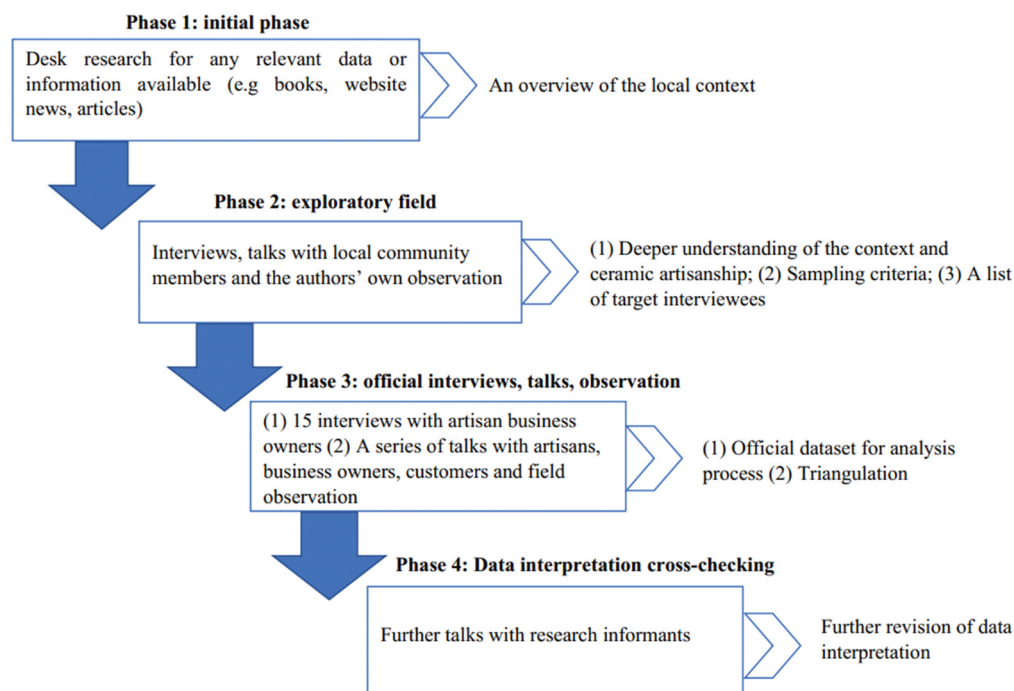 Phase 1: initial phase
Desk research for any relevant data or
information available (e.g books, website
news, articles)
An overview of the local context
Phase 2: exploratory field
Interviews, talks with local community
members and the authors’ own observation
(1) Deeper understanding of the context and
ceramic artisanship; (2) Sampling criteria; (3) A list
of target interviewees
Phase 3: official interviews, talks, observation
(1) 15 interviews with artisan business
owners (2) A series of talks with artisans,
business owners, customers and field
observation
(1) Official dataset for analysis
process (2) Triangulation
Phase 4: Data interpretation cross-checking
Further talks with research informants
Further revision of data
interpretation